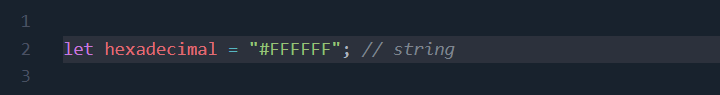 1
2 let hexadecimal = "#FFFFFF"; // string
3